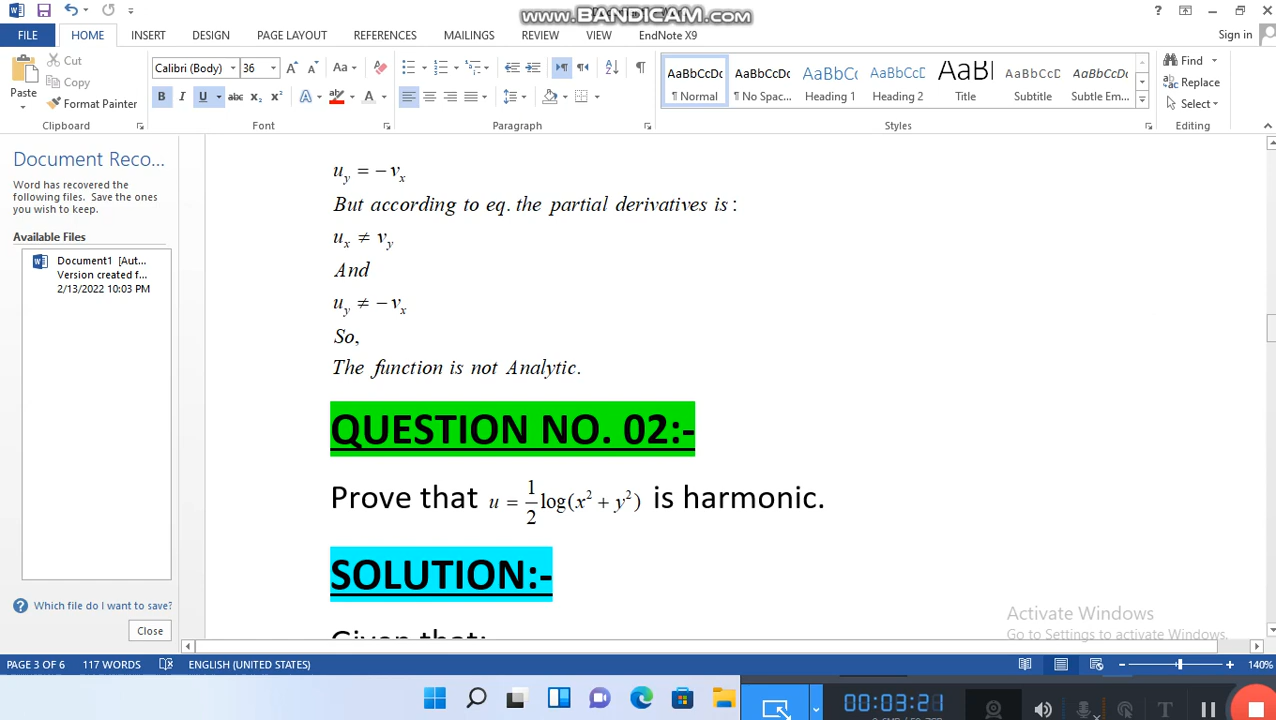 www.BANDICAM.com
? 
Sign in
FILE HOME INSERT DESIGN PAGE LAYOUT REFERENCES MAILINGS REVIEW VIEW EndNote X9
Cut
Copy
Format Painter
Paste
Calibri (Body) 36
Aa
B I U abc x₂ x²
A
A
AaBbCcDc AaBbCcDc AaBbCc AaBbCcD AaBl AaBbCcD AaBbCcDc
¶ Normal ¶ No Spac... Heading 1 Heading 2 Title Subtitle Subtle Em...
Find
Replace
Select
Clipboard Font Paragraph Styles Editing
Document Reco...
Word has recovered the
following files. Save the ones
you wish to keep.
Available Files
Document1 [Aut...
Version created f...
2/13/2022 10:03 PM
Which file do I want to save?
Close
u_y = − v_x
But according to eq. the partial derivatives is :
u_x ≠ v_y
And
u_y ≠ − v_x
So,
The function is not Analytic.
QUESTION NO. 02:-
Prove that u = 1/2 log(x² + y²) is harmonic.
SOLUTION:-
Given that:
Activate Windows
Go to Settings to activate Windows.
PAGE 3 OF 6 117 WORDS ENGLISH (UNITED STATES) 140%
00:03:21